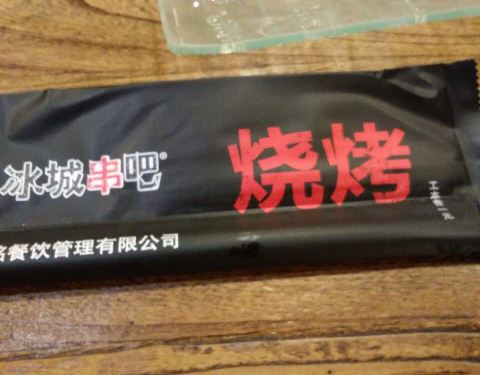 冰城串吧®
烧烤
餐饮管理有限公司